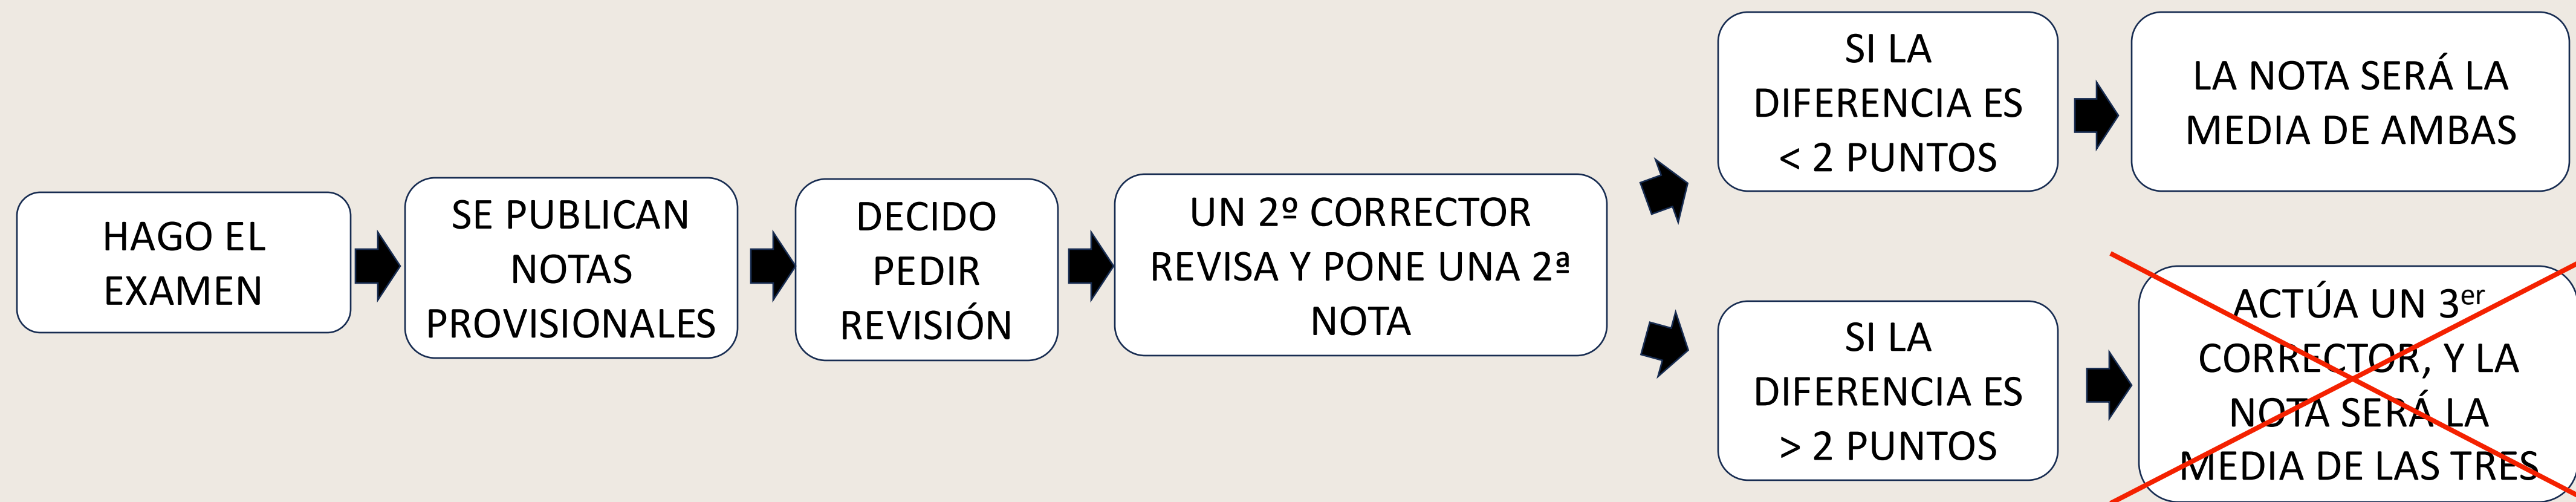 HAGO EL
EXAMEN
SE PUBLICAN
NOTAS
PROVISIONALES
DECIDO
PEDIR
REVISIÓN
UN 2º CORRECTOR
REVISA Y PONE UNA 2ª
NOTA
SI LA
DIFERENCIA ES
< 2 PUNTOS
LA NOTA SERÁ LA
MEDIA DE AMBAS
SI LA
DIFERENCIA ES
> 2 PUNTOS
ACTÚA UN 3er
CORRECTOR, Y LA
NOTA SERÁ LA
MEDIA DE LAS TRES